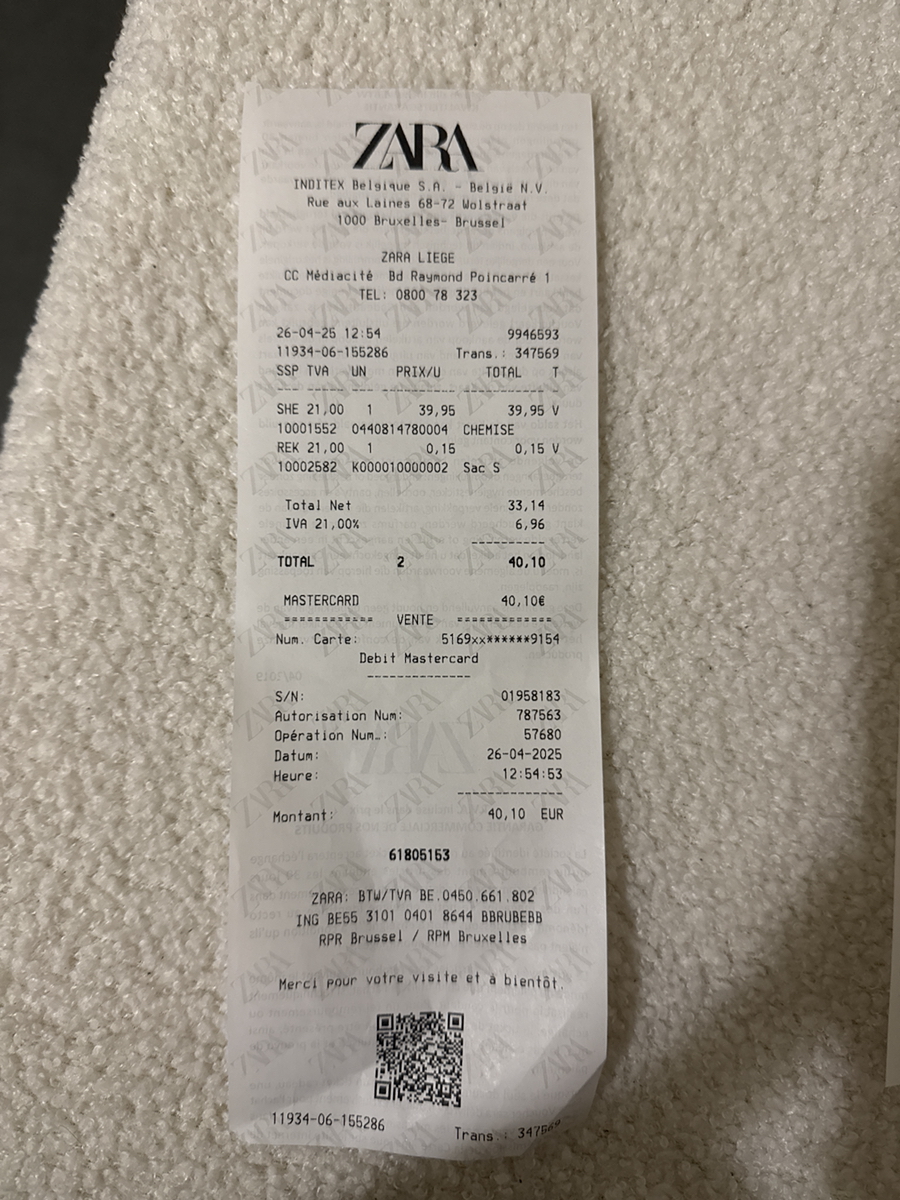 ZARA
INDITEX Belgique S.A. - België N.V.
Rue aux Laines 68-72 Wolstraat
1000 Bruxelles- Brussel
ZARA LIEGE
CC Médiacité Bd Raymond Poincarré 1
TEL: 0800 78 323
26-04-25 12:54 9946593
11934-06-155286 Trans.: 347569
SSP TVA UN PRIX/U TOTAL T
SHE 21,00 1 39,95 39,95 V
10001552 0440814780004 CHEMISE
REK 21,00 1 0,15 0,15 V
10002582 K000010000002 Sac S
Total Net 33,14
IVA 21,00% 6,96
----------
TOTAL 2 40,10
MASTERCARD 40,10€
============ VENTE =============
Num. Carte: 5169xx******9154
Debit Mastercard
--------------
S/N: 01958183
Autorisation Num: 787563
Opération Num.: 57680
Datum: 26-04-2025
Heure: 12:54:53
--------------
Montant: 40,10 EUR
61805153
ZARA: BTW/TVA BE.0450.661.802
ING BE55 3101 0401 8644 BBRUBEBB
RPR Brussel / RPM Bruxelles
Merci pour votre visite et à bientôt.
11934-06-155286
Trans.: 347569